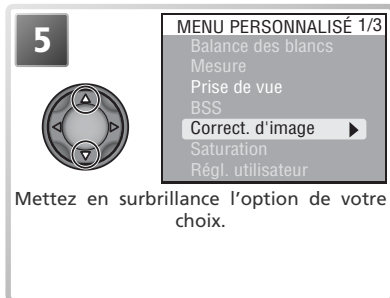 5
MENU PERSONNALISÉ 1/3
Balance des blancs
Mesure
Prise de vue
BSS
Correct. d'image
Saturation
Régl. utilisateur
Mettez en surbrillance l’option de votre
choix.